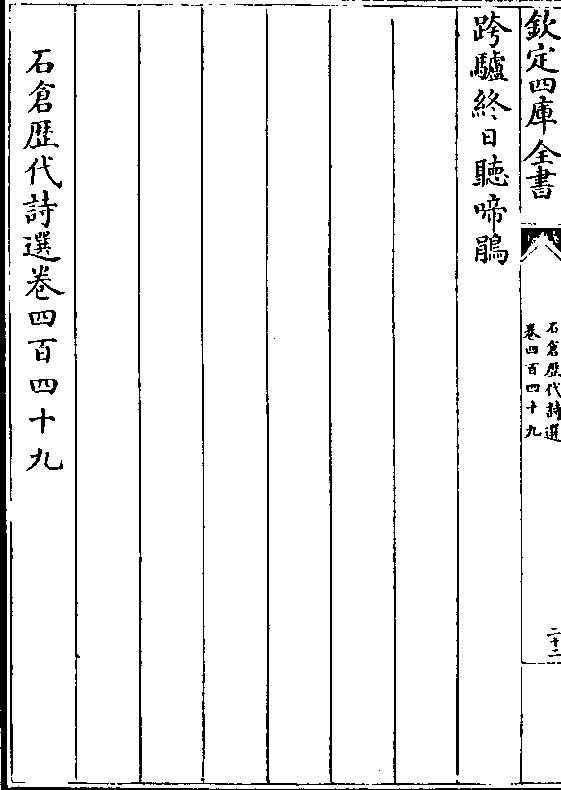 欽定四庫全書
石倉歷代詩選
卷四百四十九
二十二
跨驢終日聽啼鵑
石倉歷代詩選卷四百四十九